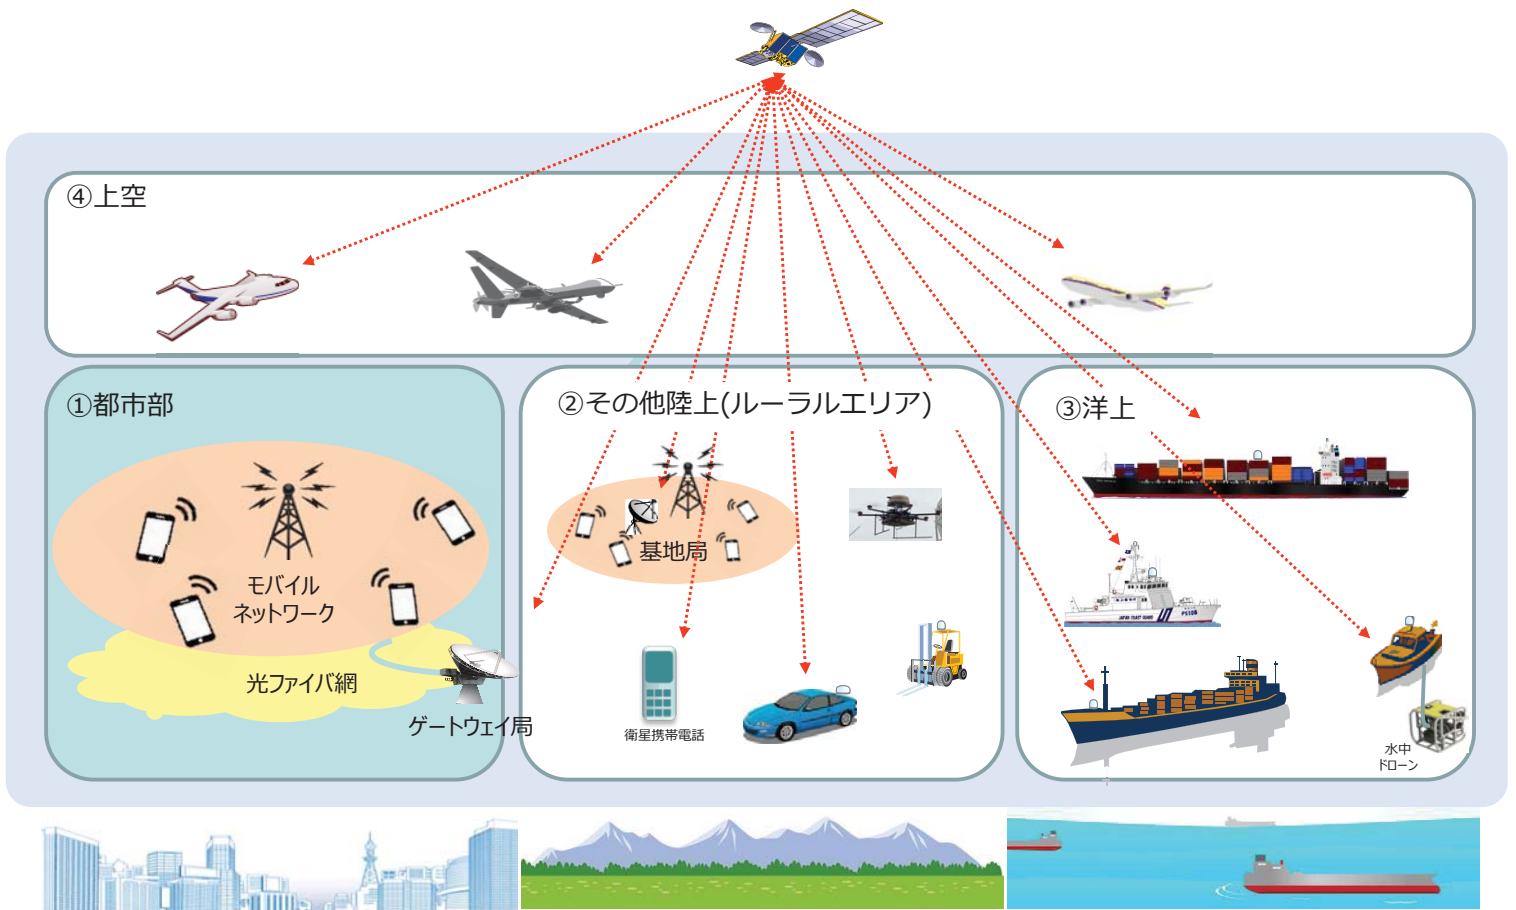 ④上空
①都市部
モバイル
ネットワーク
光ファイバ網
ゲートウェイ局
②その他陸上(ルーラルエリア)
基地局
衛星携帯電話
③洋上
JAPAN COAST GUARD
水中
ドローン